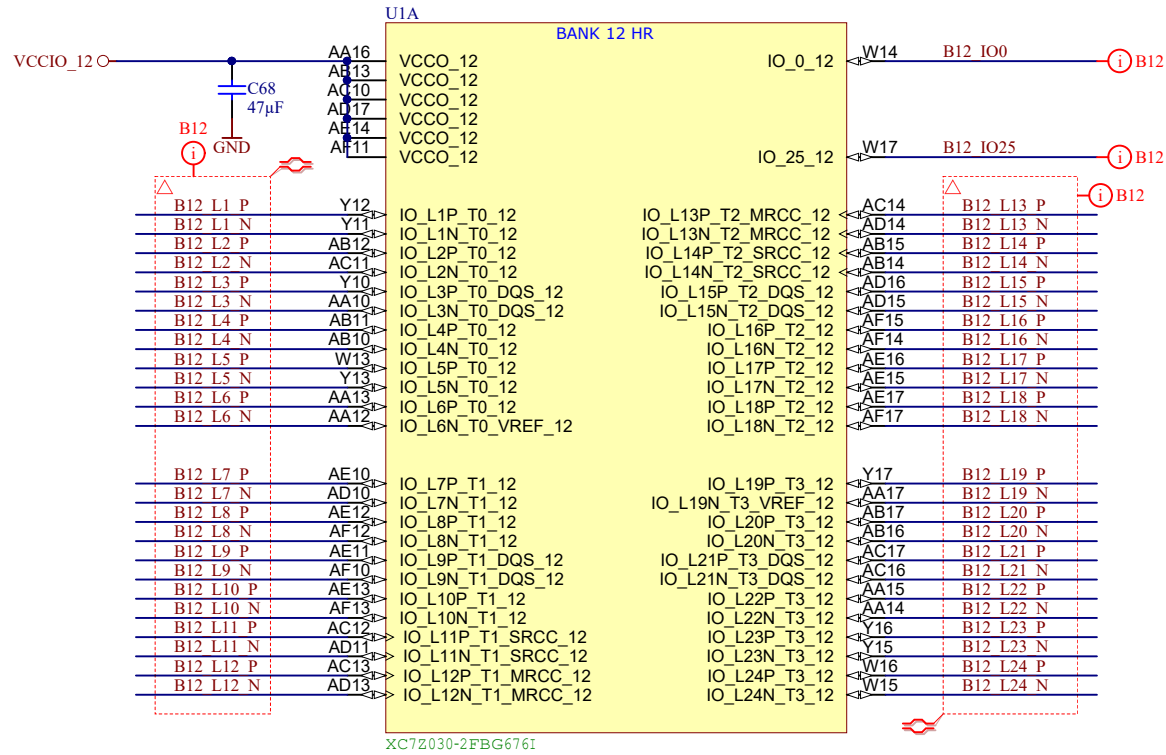 U1A
BANK 12 HR
VCCIO_12 AA16 VCCO_12 IO_0_12 W14 B12_IO0 i B12
AB13 VCCO_12
AC10 VCCO_12
C68
47µF
AD17 VCCO_12
AE14 VCCO_12
B12 i GND AF11 VCCO_12 IO_25_12 W17 B12_IO25 i B12
i B12
B12_L1_P Y12 IO_L1P_T0_12 IO_L13P_T2_MRCC_12 AC14 B12_L13_P
B12_L1_N Y11 IO_L1N_T0_12 IO_L13N_T2_MRCC_12 AD14 B12_L13_N
B12_L2_P AB12 IO_L2P_T0_12 IO_L14P_T2_SRCC_12 AB15 B12_L14_P
B12_L2_N AC11 IO_L2N_T0_12 IO_L14N_T2_SRCC_12 AB14 B12_L14_N
B12_L3_P Y10 IO_L3P_T0_DQS_12 IO_L15P_T2_DQS_12 AD16 B12_L15_P
B12_L3_N AA10 IO_L3N_T0_DQS_12 IO_L15N_T2_DQS_12 AD15 B12_L15_N
B12_L4_P AB11 IO_L4P_T0_12 IO_L16P_T2_12 AF15 B12_L16_P
B12_L4_N AB10 IO_L4N_T0_12 IO_L16N_T2_12 AF14 B12_L16_N
B12_L5_P W13 IO_L5P_T0_12 IO_L17P_T2_12 AE16 B12_L17_P
B12_L5_N Y13 IO_L5N_T0_12 IO_L17N_T2_12 AE15 B12_L17_N
B12_L6_P AA13 IO_L6P_T0_12 IO_L18P_T2_12 AE17 B12_L18_P
B12_L6_N AA12 IO_L6N_T0_VREF_12 IO_L18N_T2_12 AF17 B12_L18_N
B12_L7_P AE10 IO_L7P_T1_12 IO_L19P_T3_12 Y17 B12_L19_P
B12_L7_N AD10 IO_L7N_T1_12 IO_L19N_T3_VREF_12 AA17 B12_L19_N
B12_L8_P AE12 IO_L8P_T1_12 IO_L20P_T3_12 AB17 B12_L20_P
B12_L8_N AF12 IO_L8N_T1_12 IO_L20N_T3_12 AB16 B12_L20_N
B12_L9_P AE11 IO_L9P_T1_DQS_12 IO_L21P_T3_DQS_12 AC17 B12_L21_P
B12_L9_N AF10 IO_L9N_T1_DQS_12 IO_L21N_T3_DQS_12 AC16 B12_L21_N
B12_L10_P AE13 IO_L10P_T1_12 IO_L22P_T3_12 AA15 B12_L22_P
B12_L10_N AF13 IO_L10N_T1_12 IO_L22N_T3_12 AA14 B12_L22_N
B12_L11_P AC12 IO_L11P_T1_SRCC_12 IO_L23P_T3_12 Y16 B12_L23_P
B12_L11_N AD11 IO_L11N_T1_SRCC_12 IO_L23N_T3_12 Y15 B12_L23_N
B12_L12_P AC13 IO_L12P_T1_MRCC_12 IO_L24P_T3_12 W16 B12_L24_P
B12_L12_N AD13 IO_L12N_T1_MRCC_12 IO_L24N_T3_12 W15 B12_L24_N
XC7Z030-2FBG676I